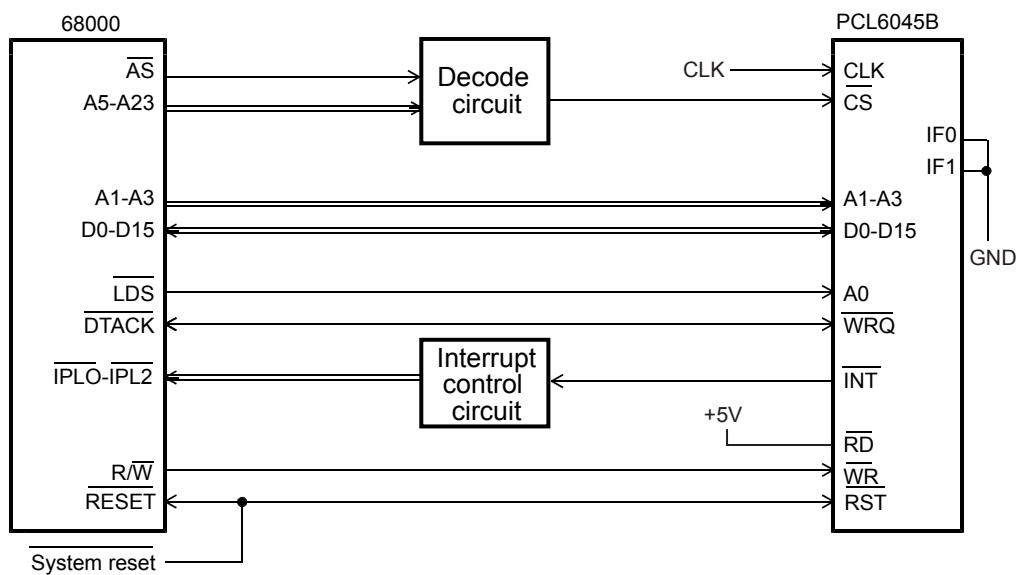 68000
PCL6045B
AS
A5-A23
Decode
circuit
CLK
CLK
CS
IF0
IF1
A1-A3
D0-D15
A1-A3
D0-D15
GND
LDS
A0
DTACK
WRQ
IPLO-IPL2
Interrupt
control
circuit
INT
+5V
RD
R/W
WR
RESET
RST
System reset